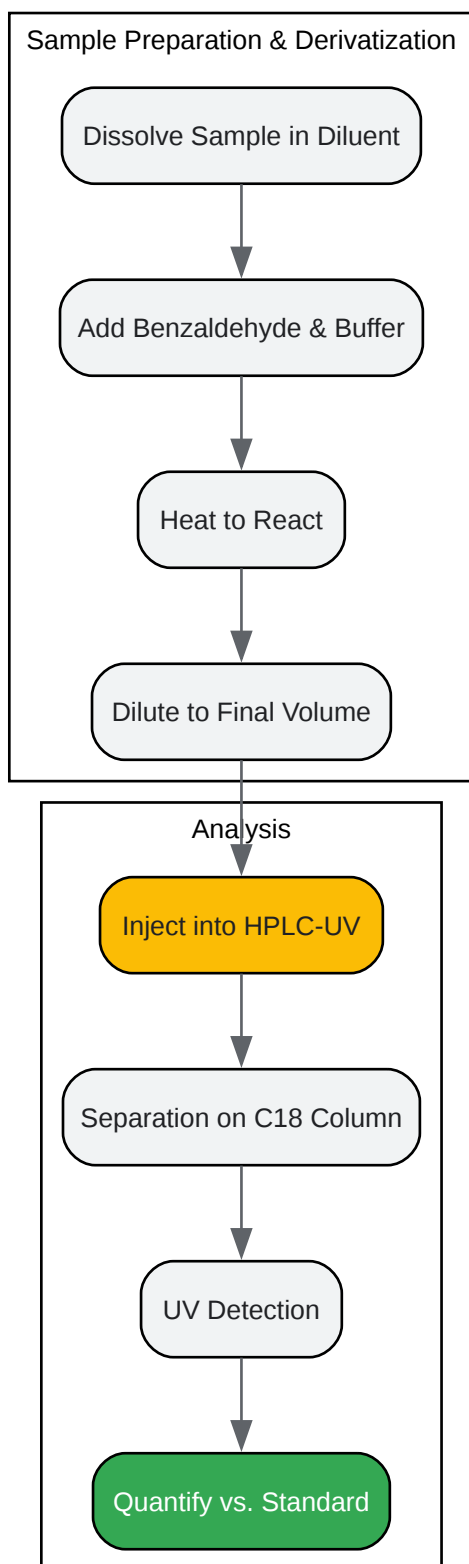 Sample Preparation & Derivatization
Dissolve Sample in Diluent
Add Benzaldehyde & Buffer
Heat to React
Dilute to Final Volume
Analysis
Inject into HPLC-UV
Separation on C18 Column
UV Detection
Quantify vs. Standard